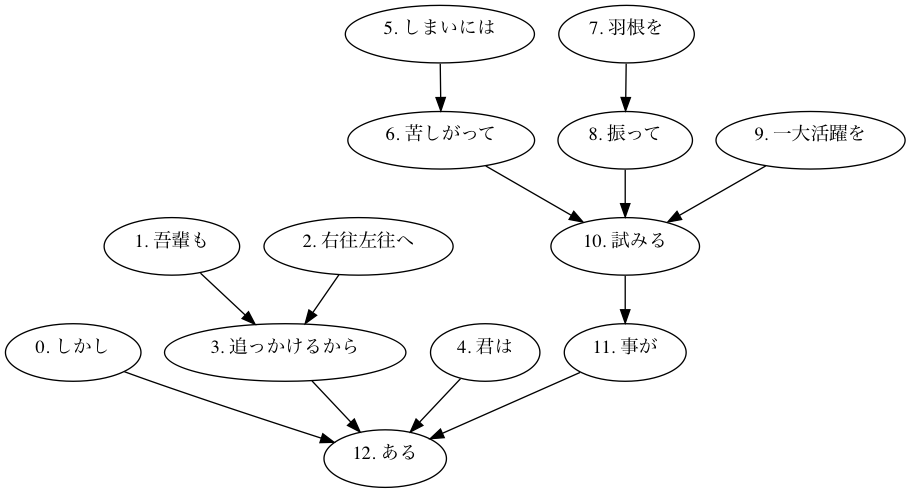 5. しまいには
7. 羽根を
6. 苦しがって
8. 振って
9. 一大活躍を
1. 吾輩も
2. 右往左往へ
10. 試みる
0. しかし
3. 追っかけるから
4. 君は
11. 事が
12. ある